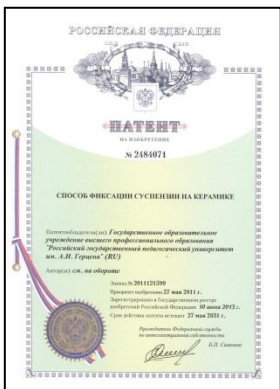 РОССИЙСКАЯ ФЕДЕРАЦИЯ
ПАТЕНТ
НА ИЗОБРЕТЕНИЕ
№ 2484071
СПОСОБ ФИКСАЦИИ СУСПЕНЗИИ НА КЕРАМИКЕ
Патентообладатель(ли): Государственное образовательное
учреждение высшего профессионального образования
"Российский государственный педагогический университет
им. А.И. Герцена" (RU)
Автор(ы): см. на обороте
Заявка № 2011121599
Приоритет изобретения 27 мая 2011 г.
Зарегистрировано в Государственном реестре
изобретений Российской Федерации 10 июня 2013 г.
Срок действия патента истекает 27 мая 2031 г.
Руководитель Федеральной службы
по интеллектуальной собственности
Б.П. Симонов